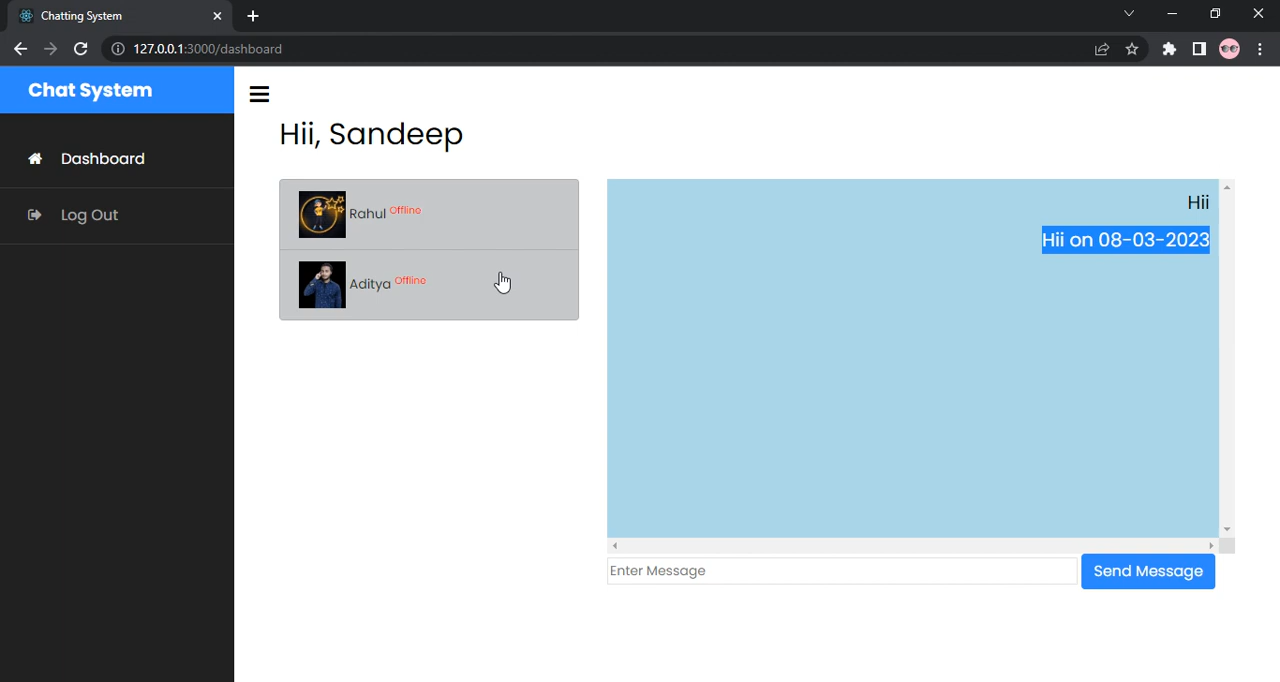 Chatting System
127.0.0.1:3000/dashboard
Chat System
Dashboard
Log Out
Hii, Sandeep
Rahul Offline
Aditya Offline
Hii
Hii on 08-03-2023
Enter Message
Send Message